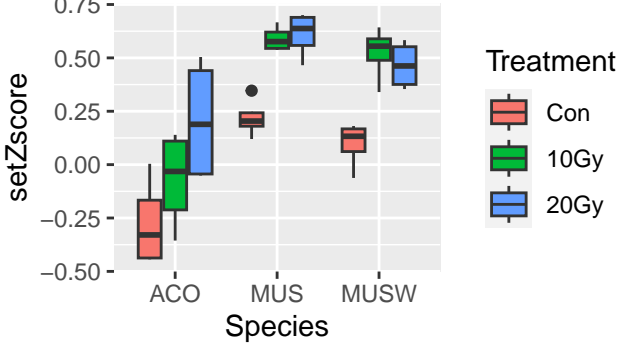 0.75
0.50
0.25
0.00
−0.25
−0.50
setZscore
ACO MUS MUSW
Species
Treatment
Con
10Gy
20Gy